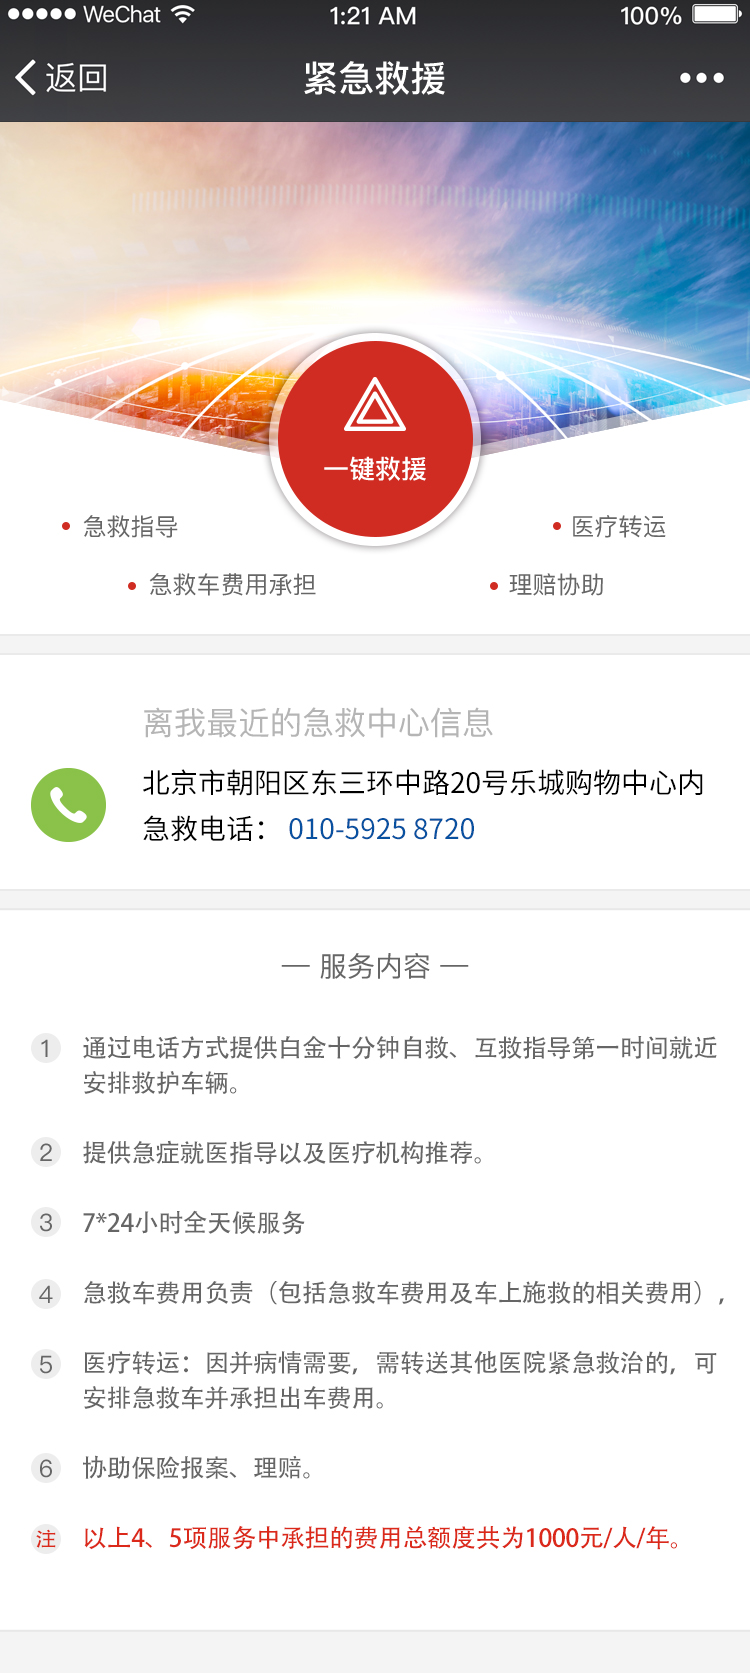 WeChat 1:21 AM 100%
返回 紧急救援
一键救援
急救指导 医疗转运
急救车费用承担 理赔协助
离我最近的急救中心信息
北京市朝阳区东三环中路20号乐城购物中心内
急救电话： 010-5925 8720
— 服务内容 —
1 通过电话方式提供白金十分钟自救、互救指导第一时间就近
安排救护车辆。
2 提供急症就医指导以及医疗机构推荐。
3 7*24小时全天候服务
4 急救车费用负责（包括急救车费用及车上施救的相关费用），
5 医疗转运：因并病情需要，需转送其他医院紧急救治的，可
安排急救车并承担出车费用。
6 协助保险报案、理赔。
注 以上4、5项服务中承担的费用总额度共为1000元/人/年。